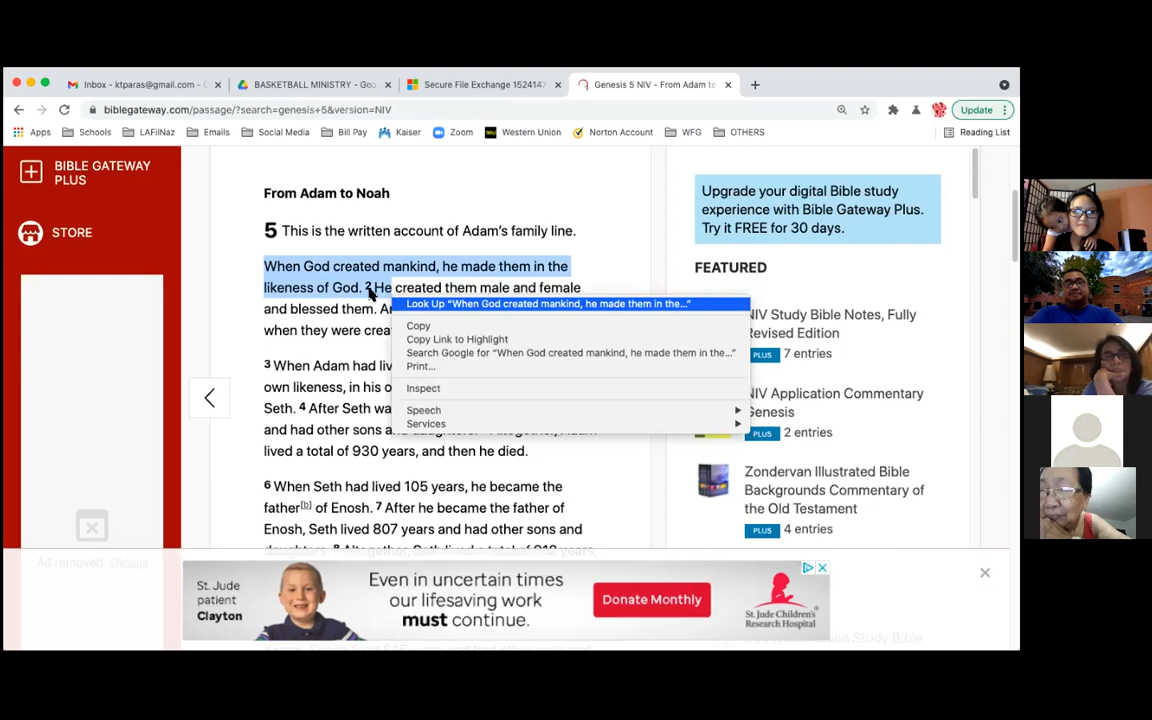 Inbox - ktparas@gmail.com -
BASKETBALL MINISTRY - Goo
Secure File Exchange 1524147
Genesis 5 NIV - From Adam to
biblegateway.com/passage/?search=genesis+5&version=NIV
Update
Apps
Schools
LAFilNaz
Emails
Social Media
Bill Pay
Kaiser
Zoom
Western Union
Norton Account
WFG
OTHERS
Reading List
BIBLE GATEWAY
PLUS
STORE
Ad removed. Details
From Adam to Noah
5 This is the written account of Adam's family line.
When God created mankind, he made them in the
likeness of God. 2 He created them male and female
and blessed them.
when they were
3 When Adam had
own likeness, in his
Seth. 4 After Seth
and had other sons
lived a total of 930 years, and then he died.
6 When Seth had lived 105 years, he became the
father[b] of Enosh. 7 After he became the father of
Enosh, Seth lived 807 years and had other sons and
Look Up "When God created mankind, he made them in the..."
Copy
Copy Link to Highlight
Search Google for "When God created mankind, he made them in the..."
Print...
Inspect
Speech
Services
Upgrade your digital Bible study
experience with Bible Gateway Plus.
Try it FREE for 30 days.
FEATURED
NIV Study Bible Notes, Fully
Revised Edition
PLUS 7 entries
NIV Application Commentary
Genesis
PLUS 2 entries
Zondervan Illustrated Bible
Backgrounds Commentary of
the Old Testament
PLUS 4 entries
Study Bible
St. Jude
patient
Clayton
Even in uncertain times
our lifesaving work
must continue.
Donate Monthly
St. Jude Children's
Research Hospital